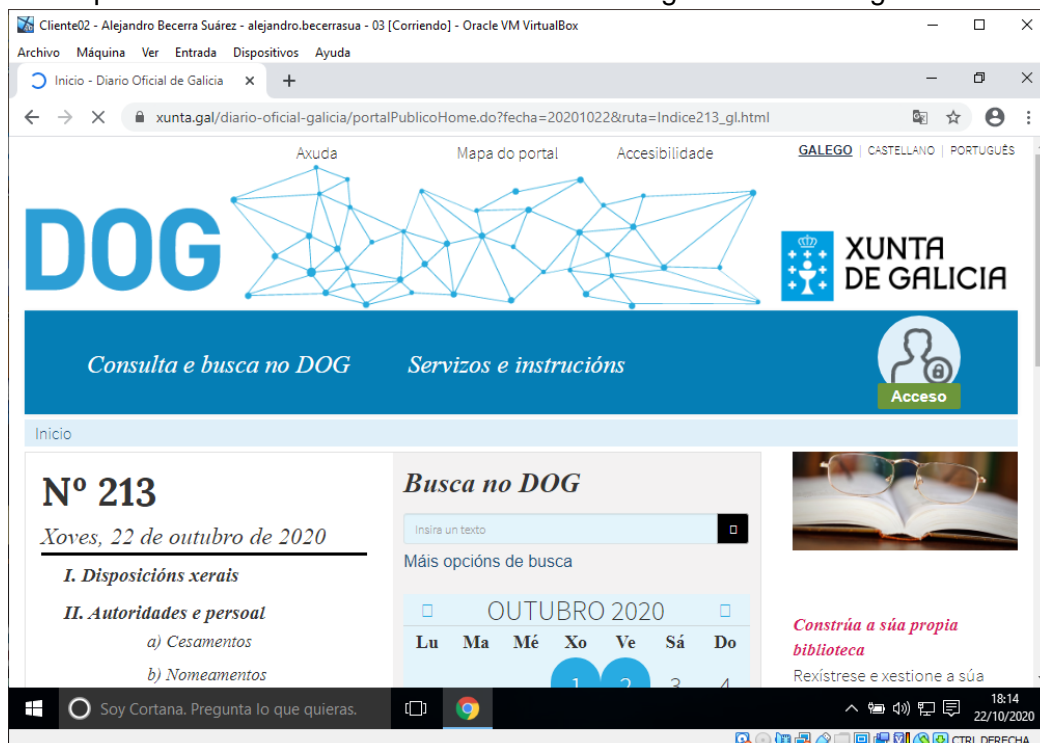 Cliente02 - Alejandro Becerra Suárez - alejandro.becerrasua - 03 [Corriendo] - Oracle VM VirtualBox
Archivo Máquina Ver Entrada Dispositivos Ayuda
Inicio - Diario Oficial de Galicia
xunta.gal/diario-oficial-galicia/portalPublicoHome.do?fecha=20201022&ruta=Indice213_gl.html
Axuda Mapa do portal Accesibilidade GALEGO | CASTELLANO | PORTUGUÉS
DOG
XUNTA
DE GALICIA
Consulta e busca no DOG Servizos e instrucións
Acceso
Inicio
Nº 213
Xoves, 22 de outubro de 2020
I. Disposicións xerais
II. Autoridades e persoal
a) Cesamentos
b) Nomeamentos
Busca no DOG
Insira un texto
Máis opcións de busca
OUTUBRO 2020
Lu Ma Mé Xo Ve Sá Do
1 2 3 4
Constrúa a súa propia
biblioteca
Rexístrese e xestione a súa
Soy Cortana. Pregunta lo que quieras.
18:14
22/10/2020
CTRL DERECHA